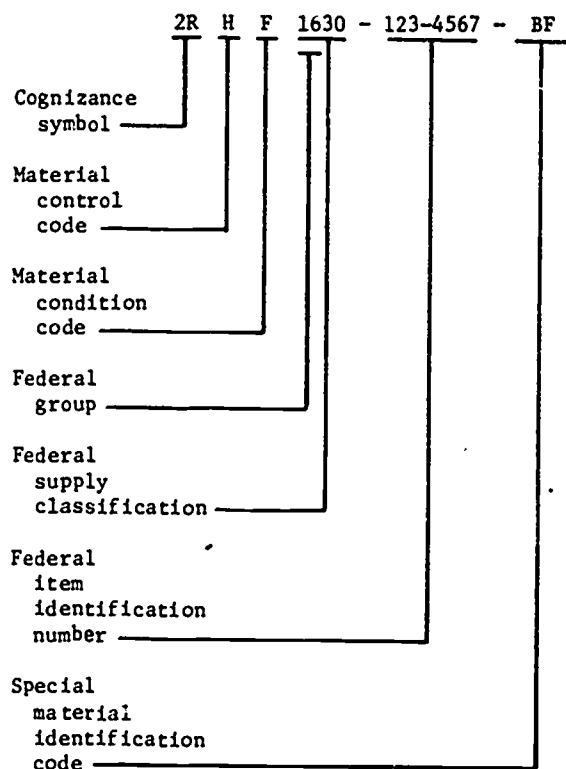 2R H F 1630 - 123-4567 - BF
Cognizance
symbol
Material
control
code
Material
condition
code
Federal
group
Federal
supply
classification
Federal
item
identification
number
Special
material
identification
code